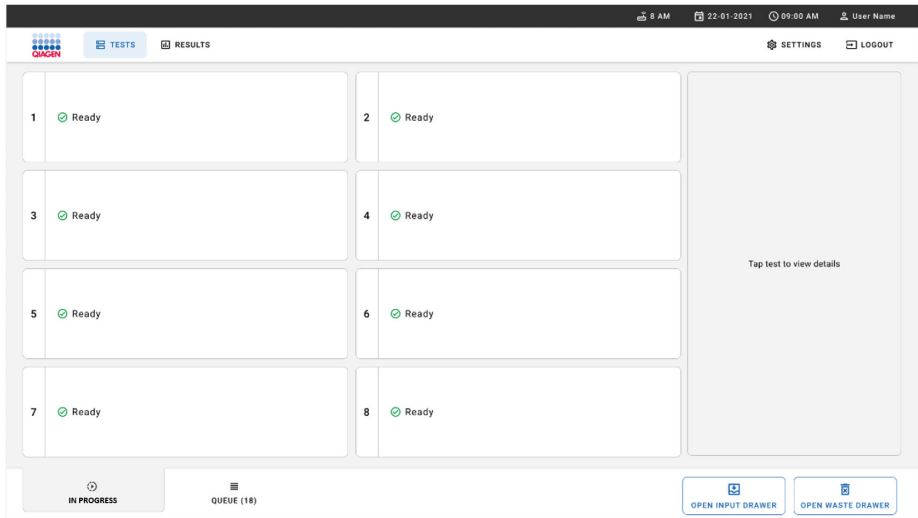 8 AM 22-01-2021 09:00 AM User Name
QIAGEN TESTS RESULTS SETTINGS LOGOUT
1 Ready 2 Ready
3 Ready 4 Ready
Tap test to view details
5 Ready 6 Ready
7 Ready 8 Ready
IN PROGRESS QUEUE (18) OPEN INPUT DRAWER OPEN WASTE DRAWER